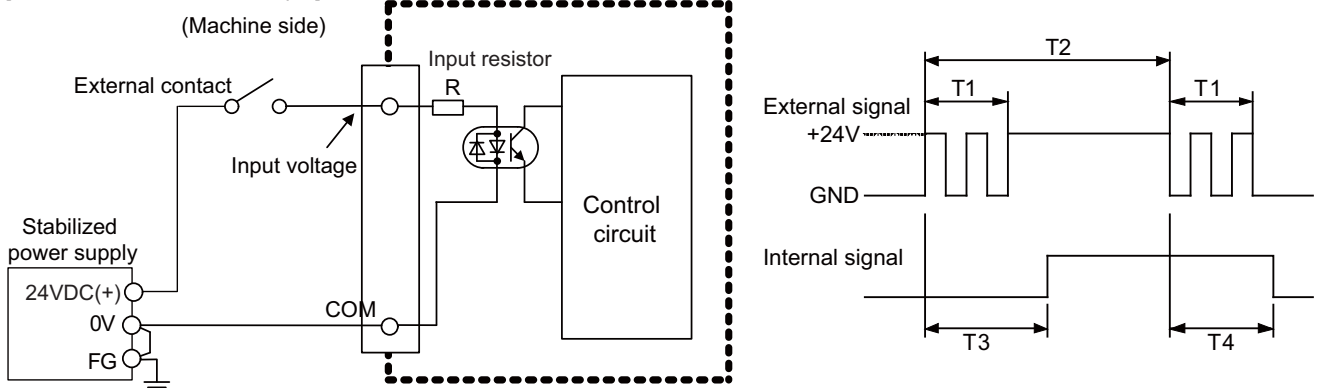 (Machine side)
External contact
Input resistor
R
Input voltage
Stabilized
power supply
24VDC(+)
0V
FG
COM
Control
circuit
T2
T1
T1
External signal
+24V
GND
Internal signal
T3
T4